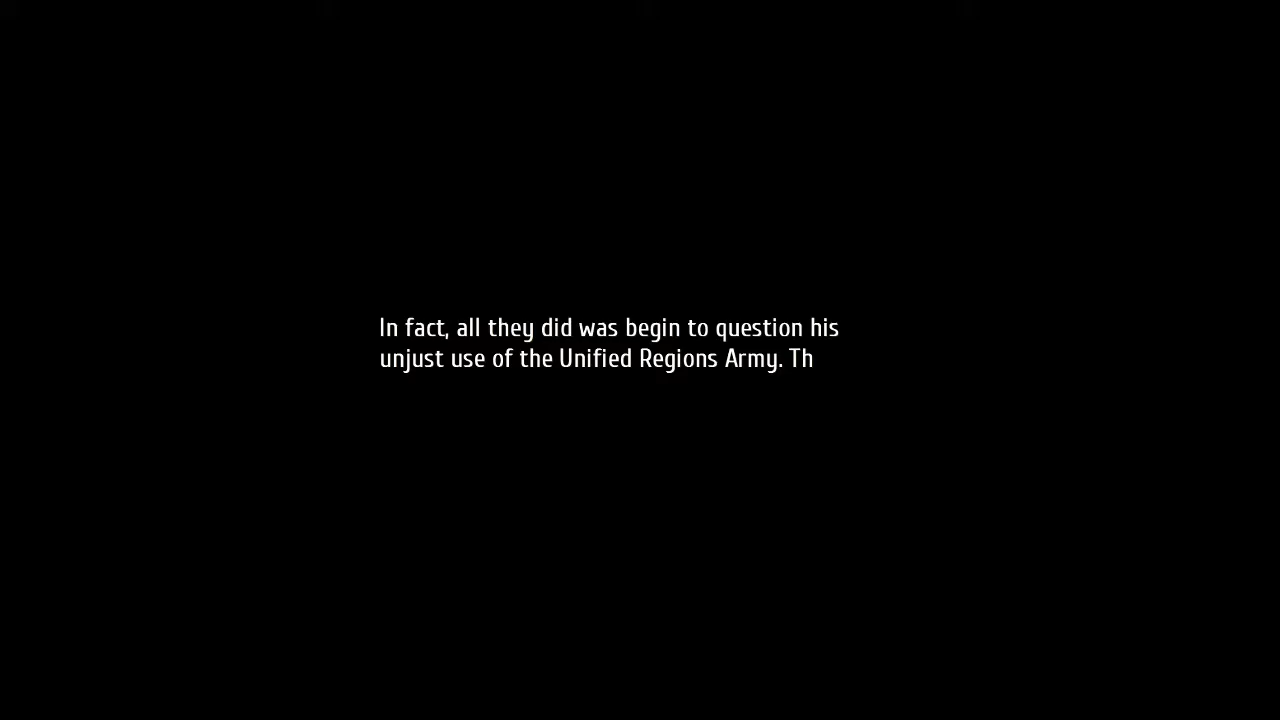 In fact, all they did was begin to question his
unjust use of the Unified Regions Army. Th